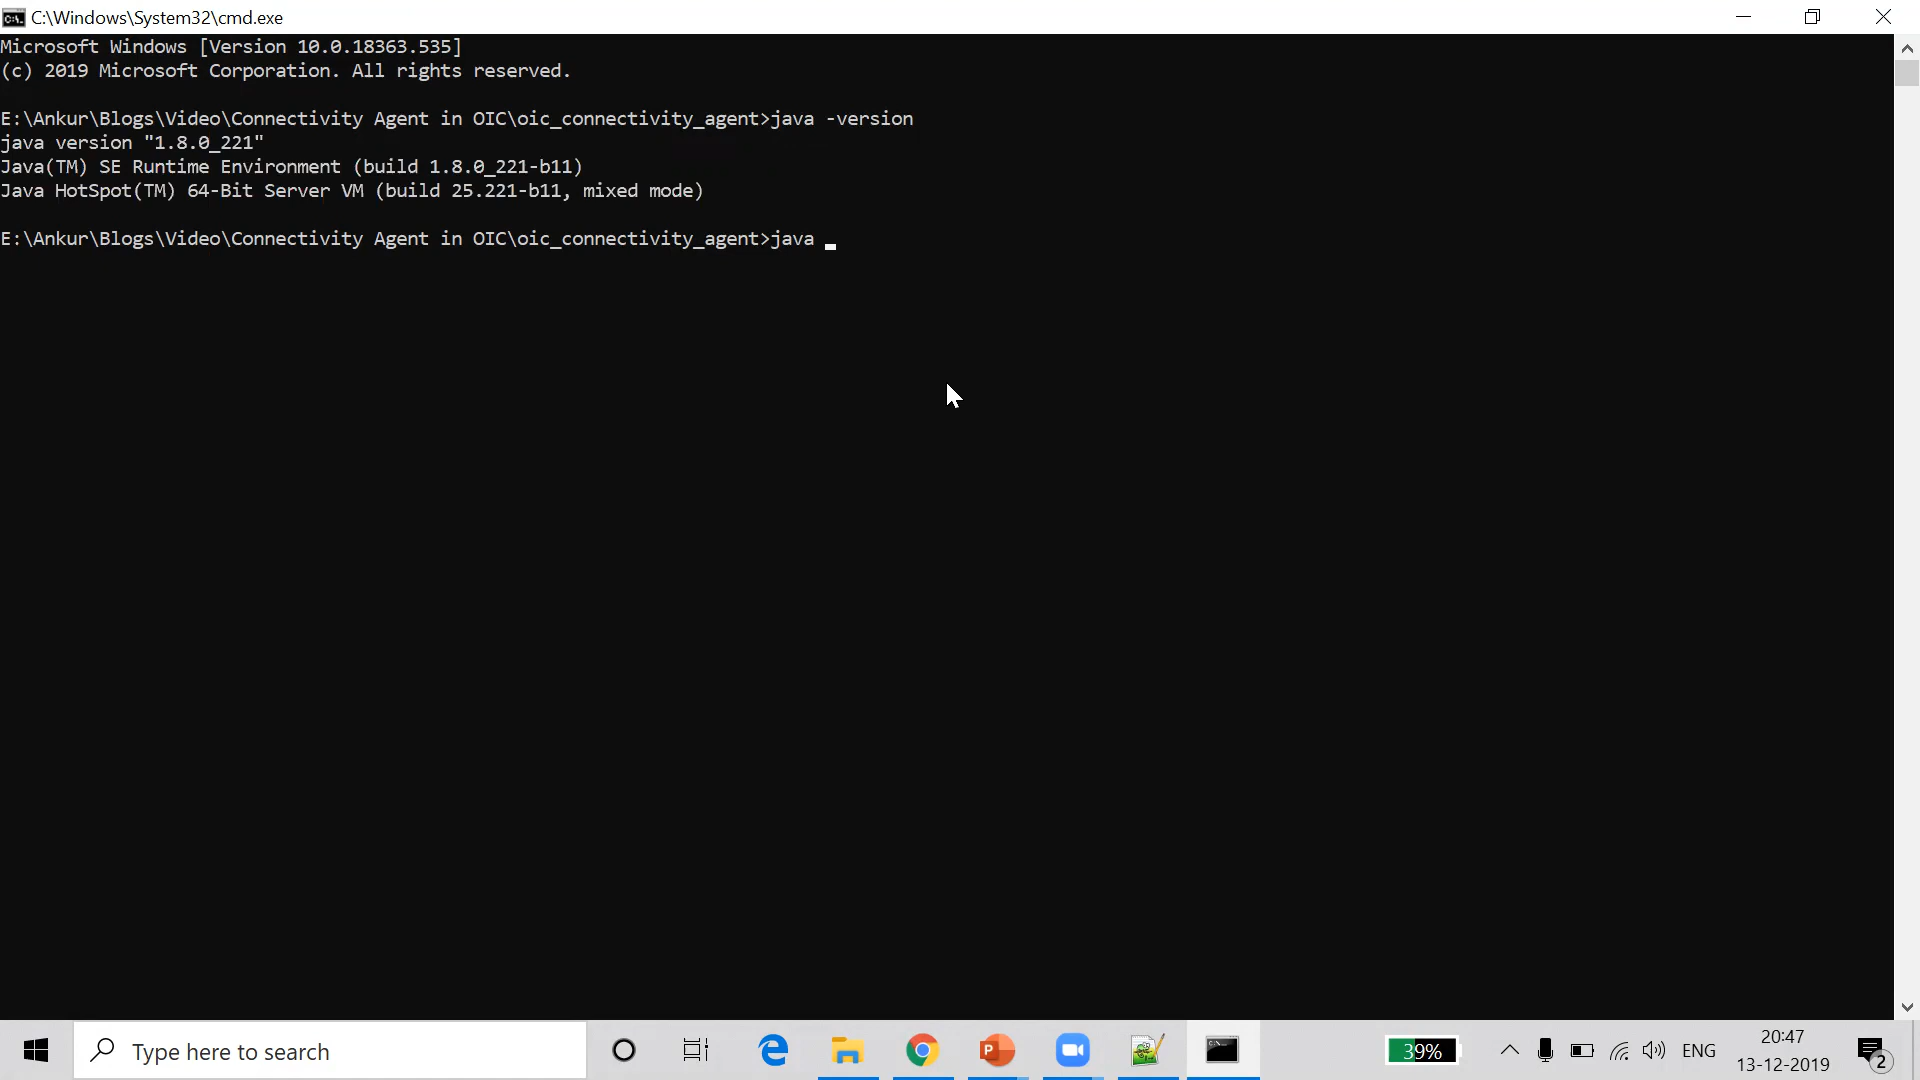 C:\Windows\System32\cmd.exe
Microsoft Windows [Version 10.0.18363.535]
(c) 2019 Microsoft Corporation. All rights reserved.
E:\Ankur\Blogs\Video\Connectivity Agent in OIC\oic_connectivity_agent>java -version
java version "1.8.0_221"
Java(TM) SE Runtime Environment (build 1.8.0_221-b11)
Java HotSpot(TM) 64-Bit Server VM (build 25.221-b11, mixed mode)
E:\Ankur\Blogs\Video\Connectivity Agent in OIC\oic_connectivity_agent>java
Type here to search
39%
ENG
20:47
13-12-2019
2